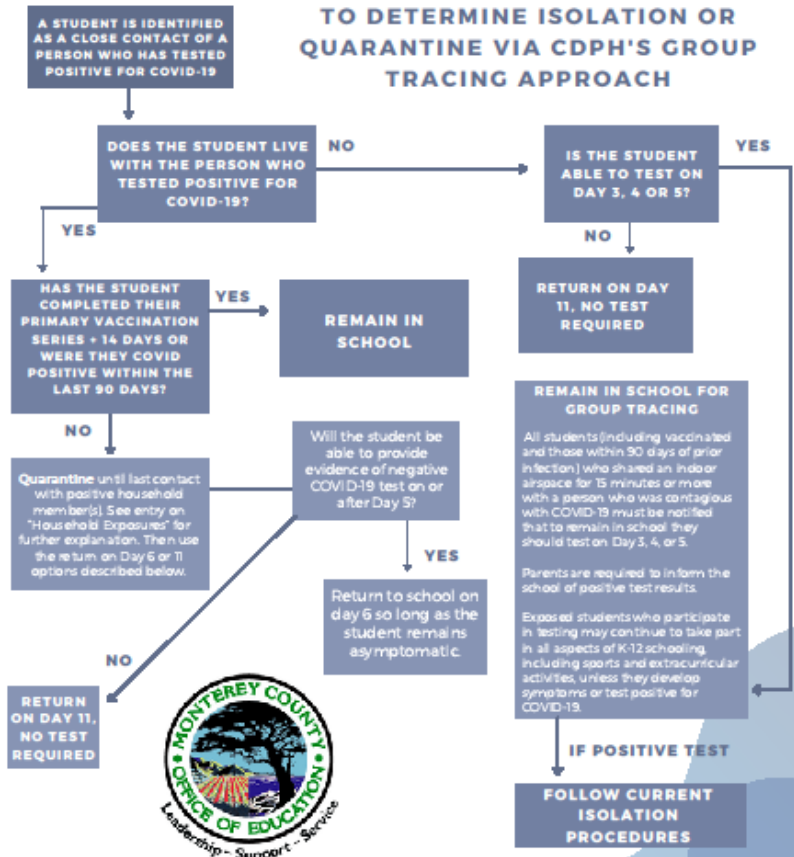 TO DETERMINE ISOLATION OR
QUARANTINE VIA CDPH'S GROUP
TRACING APPROACH
A STUDENT IS IDENTIFIED
AS A CLOSE CONTACT OF A
PERSON WHO HAS TESTED
POSITIVE FOR COVID-19
DOES THE STUDENT LIVE
WITH THE PERSON WHO
TESTED POSITIVE FOR
COVID-19?
NO
IS THE STUDENT
ABLE TO TEST ON
DAY 3, 4 OR 5?
YES
YES
NO
HAS THE STUDENT
COMPLETED THEIR
PRIMARY VACCINATION
SERIES + 14 DAYS OR
WERE THEY COVID
POSITIVE WITHIN THE
LAST 90 DAYS?
YES
REMAIN IN
SCHOOL
RETURN ON DAY
11, NO TEST
REQUIRED
NO
Quarantine until last contact
with positive household
member(s). See entry on
"Household Exposures" for
further explanation. Then use
the return on Day 6 or 11
options described below.
Will the student be
able to provide
evidence of negative
COVID-19 test on or
after Day 5?
YES
Return to school on
day 6 so long as the
student remains
asymptomatic.
NO
RETURN
ON DAY 11,
NO TEST
REQUIRED
REMAIN IN SCHOOL FOR
GROUP TRACING
All students (including vaccinated
and those within 90 days of prior
infection) who shared an indoor
airspace for 15 minutes or more
with a person who was contagious
with COVID-19 must be notified
that to remain in school they
should test on Day 3, 4, or 5.
Parents are required to inform the
school of positive test results.
Exposed students who participate
in testing may continue to take part
in all aspects of K-12 schooling,
including sports and extracurricular
activities, unless they develop
symptoms or test positive for
COVID-19.
IF POSITIVE TEST
FOLLOW CURRENT
ISOLATION
PROCEDURES
MONTEREY COUNTY
OFFICE OF EDUCATION
Leadership - Support - Service